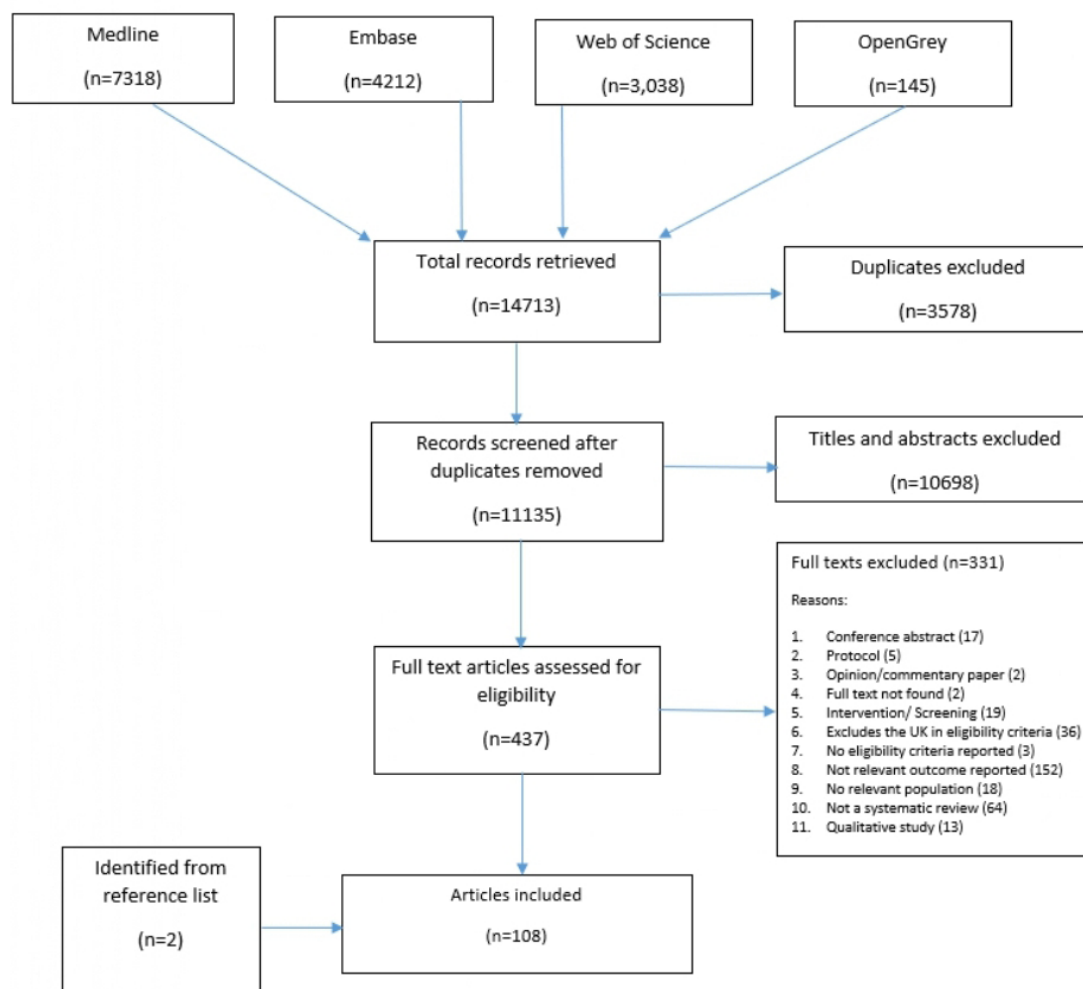 Medline
(n=7318)
Embase
(n=4212)
Web of Science
(n=3,038)
OpenGrey
(n=145)
Total records retrieved
(n=14713)
Duplicates excluded
(n=3578)
Records screened after
duplicates removed
(n=11135)
Titles and abstracts excluded
(n=10698)
Full text articles assessed for
eligibility
(n=437)
Full texts excluded (n=331)
Reasons:
1. Conference abstract (17)
2. Protocol (5)
3. Opinion/commentary paper (2)
4. Full text not found (2)
5. Intervention/ Screening (19)
6. Excludes the UK in eligibility criteria (36)
7. No eligibility criteria reported (3)
8. Not relevant outcome reported (152)
9. No relevant population (18)
10. Not a systematic review (64)
11. Qualitative study (13)
Identified from
reference list
(n=2)
Articles included
(n=108)